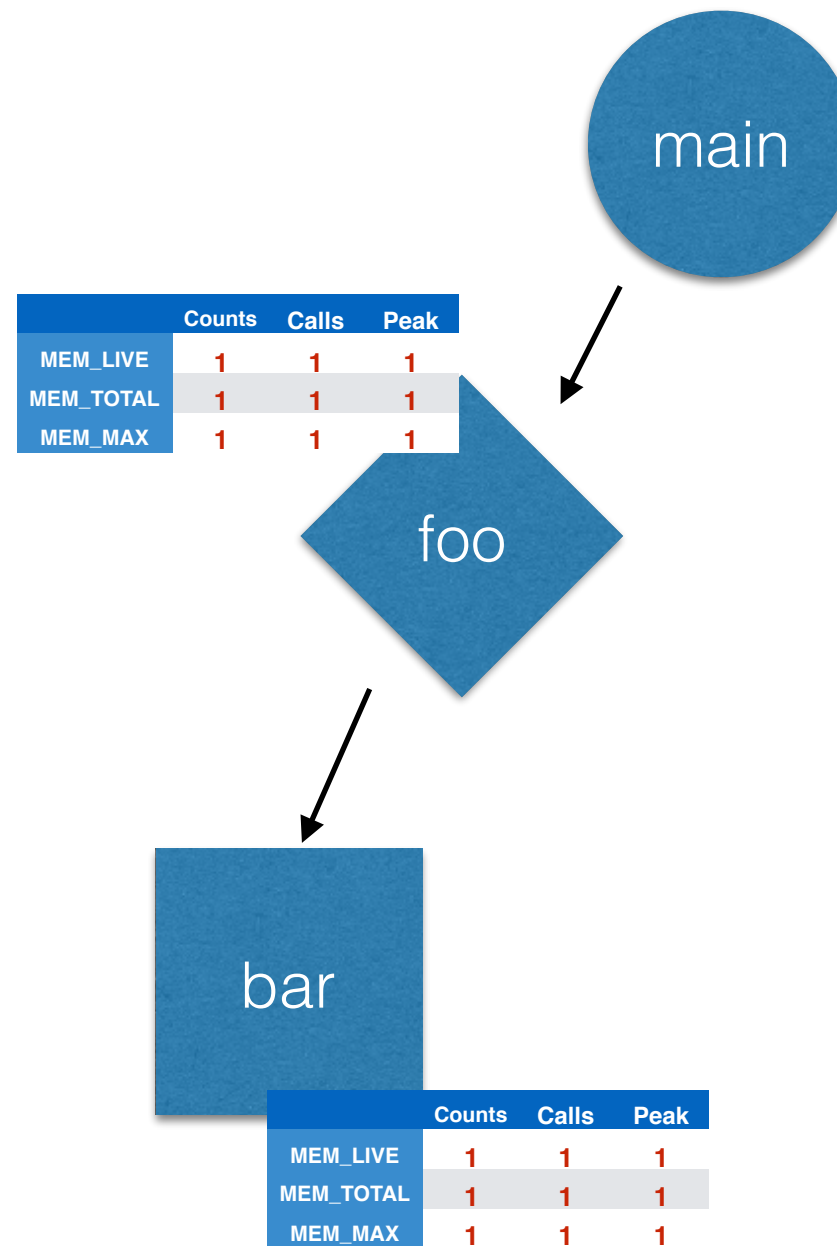 main
Counts Calls Peak
MEM_LIVE 1 1 1
MEM_TOTAL 1 1 1
MEM_MAX 1 1 1
foo
bar
Counts Calls Peak
MEM_LIVE 1 1 1
MEM_TOTAL 1 1 1
MEM_MAX 1 1 1